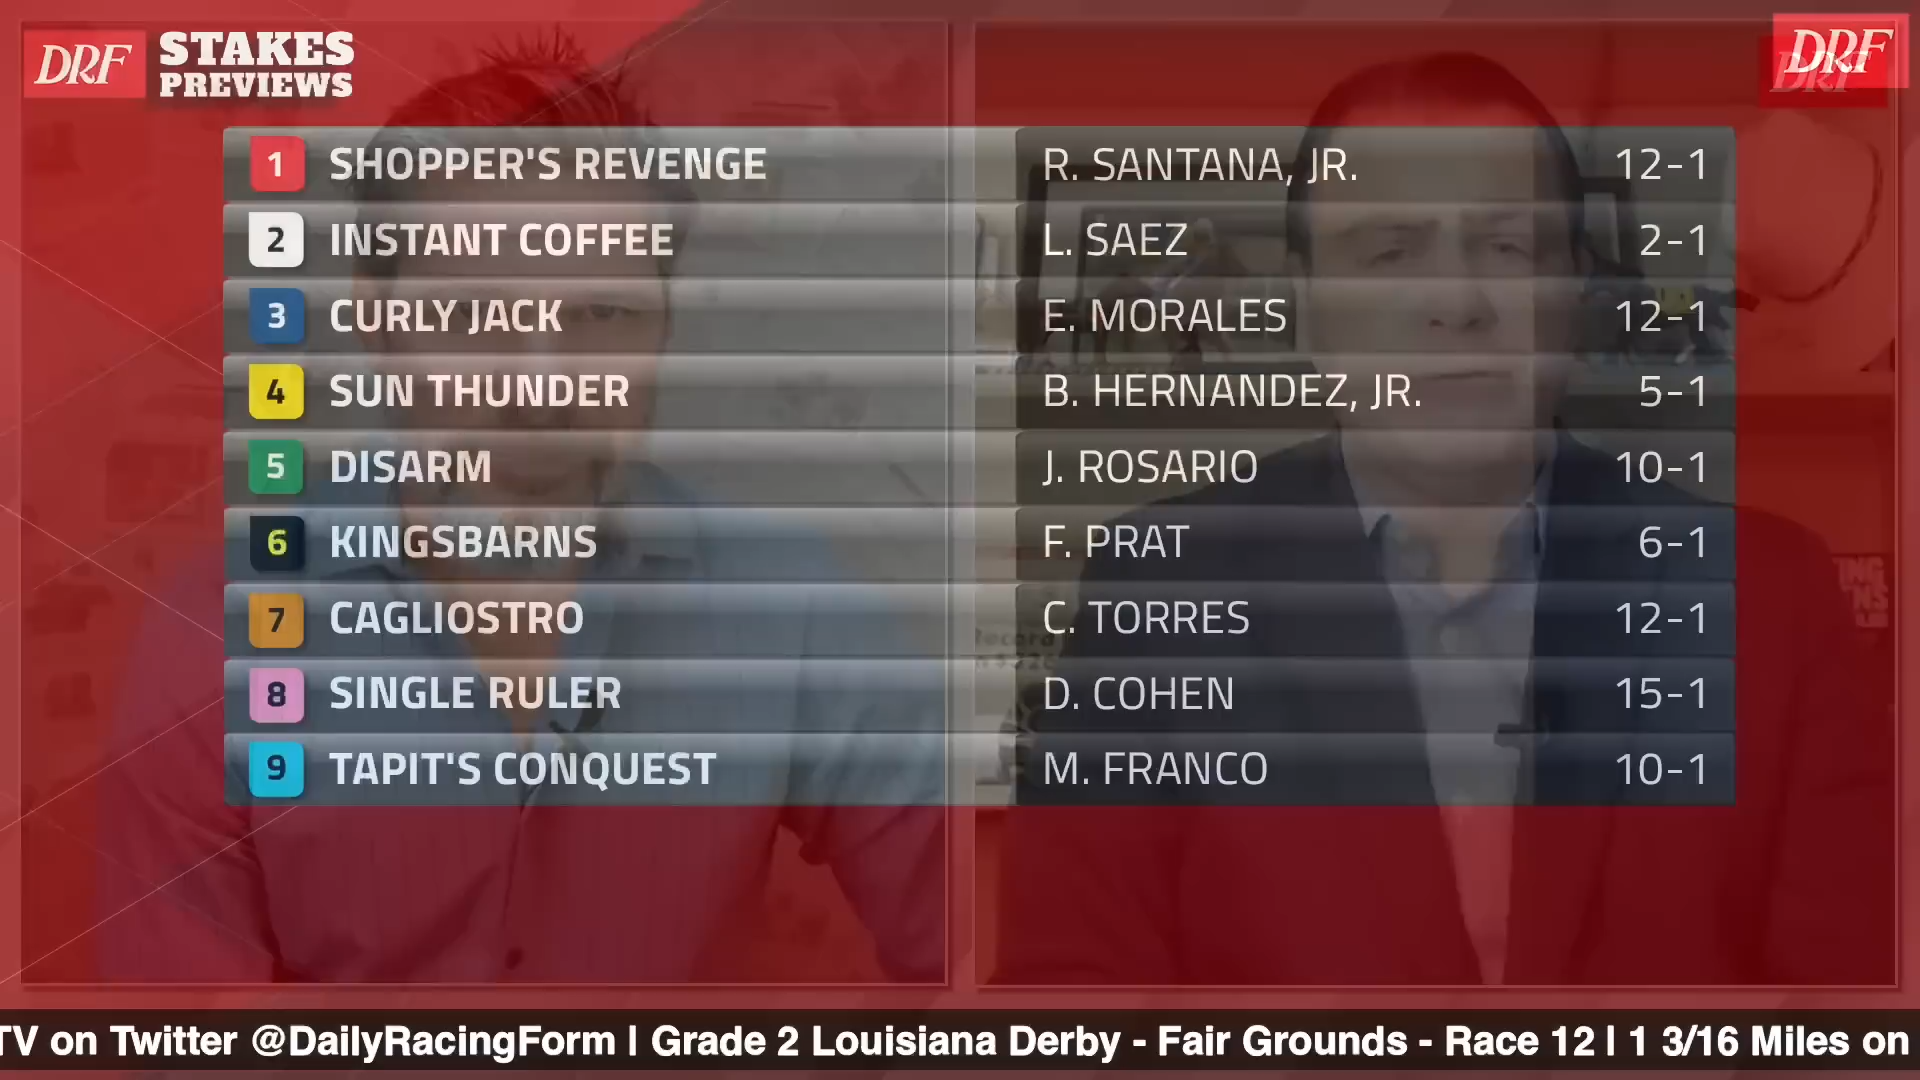 DRF STAKES PREVIEWS
DRF
1 SHOPPER'S REVENGE R. SANTANA, JR. 12-1
2 INSTANT COFFEE L. SAEZ 2-1
3 CURLY JACK E. MORALES 12-1
4 SUN THUNDER B. HERNANDEZ, JR. 5-1
5 DISARM J. ROSARIO 10-1
6 KINGSBARNS F. PRAT 6-1
7 CAGLIOSTRO C. TORRES 12-1
8 SINGLE RULER D. COHEN 15-1
9 TAPIT'S CONQUEST M. FRANCO 10-1
TV on Twitter @DailyRacingForm | Grade 2 Louisiana Derby - Fair Grounds - Race 12 | 1 3/16 Miles on